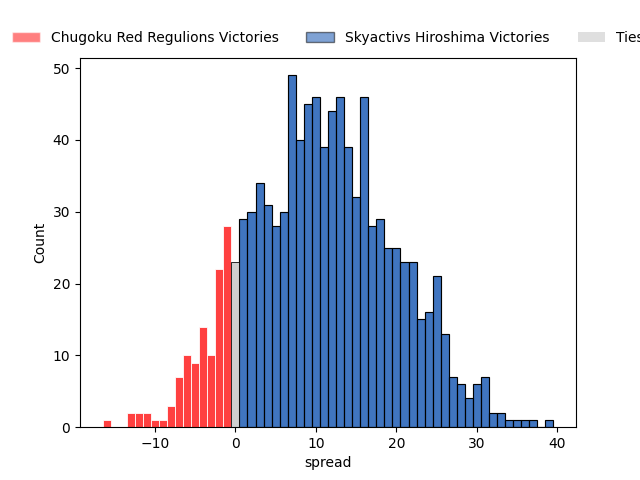 Chugoku Red Regulions Victories Skyactivs Hiroshima Victories Ties
50
40
30
20
10
0
Count
−10 0 10 20 30 40
spread